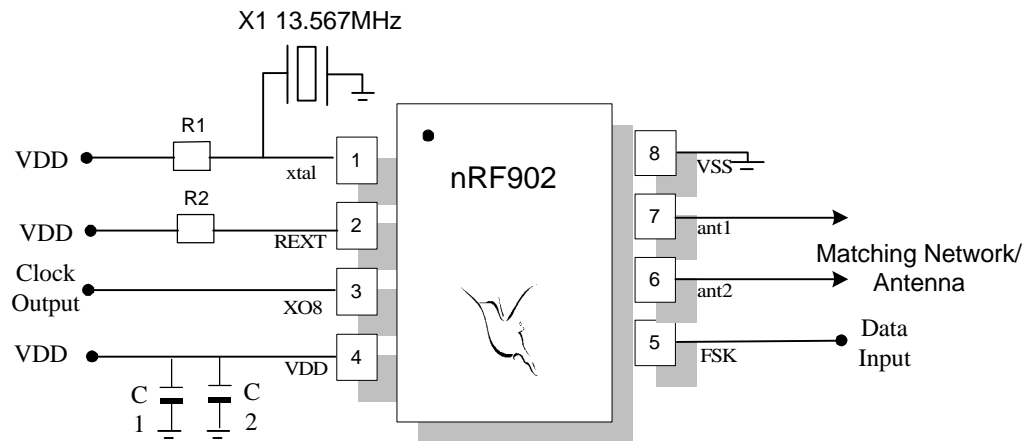 X1 13.567MHz
R1
VDD
xtal
1
R2
VDD
REXT
2
Clock
Output
XO8
3
VDD
VDD
4
C
1
C
2
nRF902
8
VSS
7
ant1
6
ant2
Matching Network/
Antenna
5
FSK
Data
Input